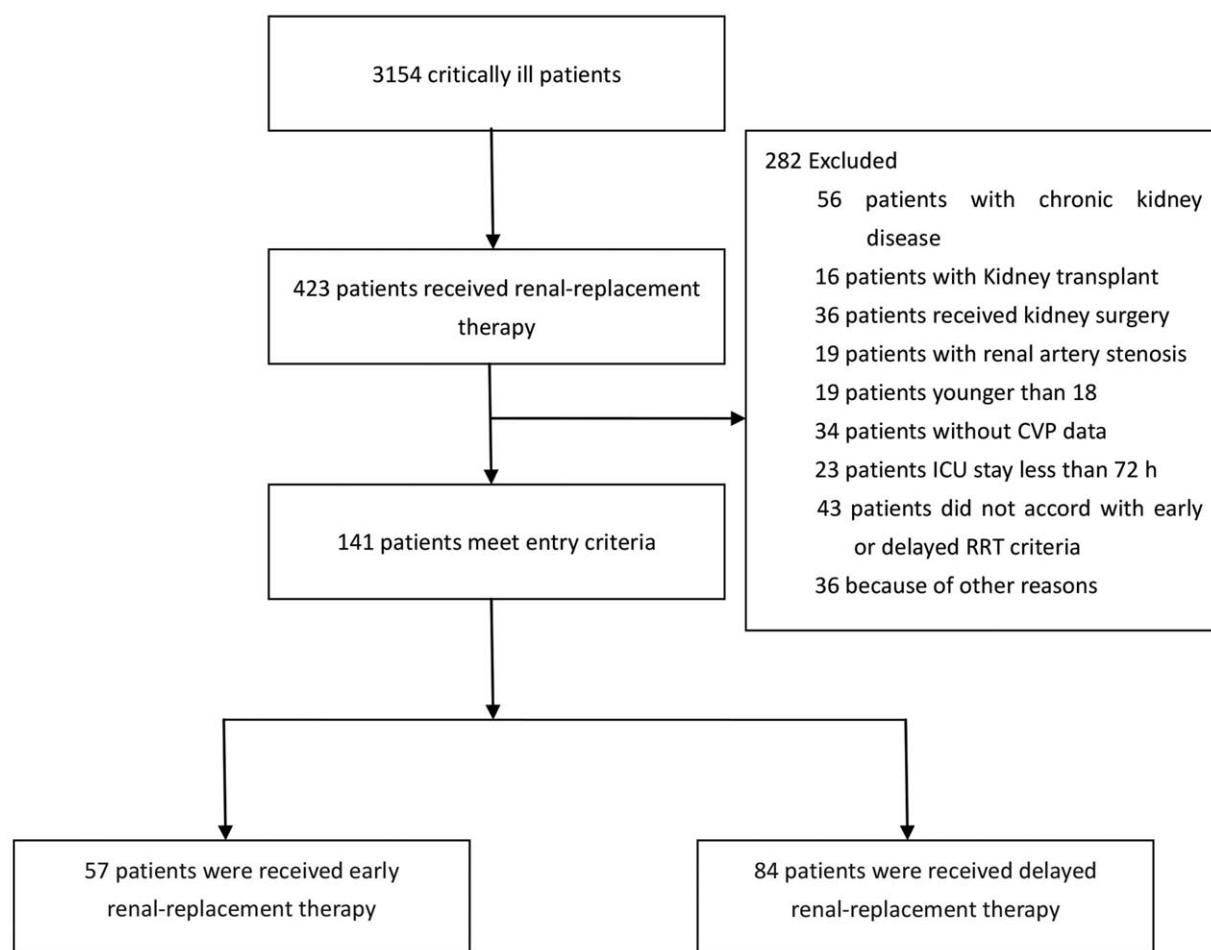 3154 critically ill patients
423 patients received renal-replacement
therapy
282 Excluded
56 patients with chronic kidney
disease
16 patients with Kidney transplant
36 patients received kidney surgery
19 patients with renal artery stenosis
19 patients younger than 18
34 patients without CVP data
23 patients ICU stay less than 72 h
43 patients did not accord with early
or delayed RRT criteria
36 because of other reasons
141 patients meet entry criteria
57 patients were received early
renal-replacement therapy
84 patients were received delayed
renal-replacement therapy